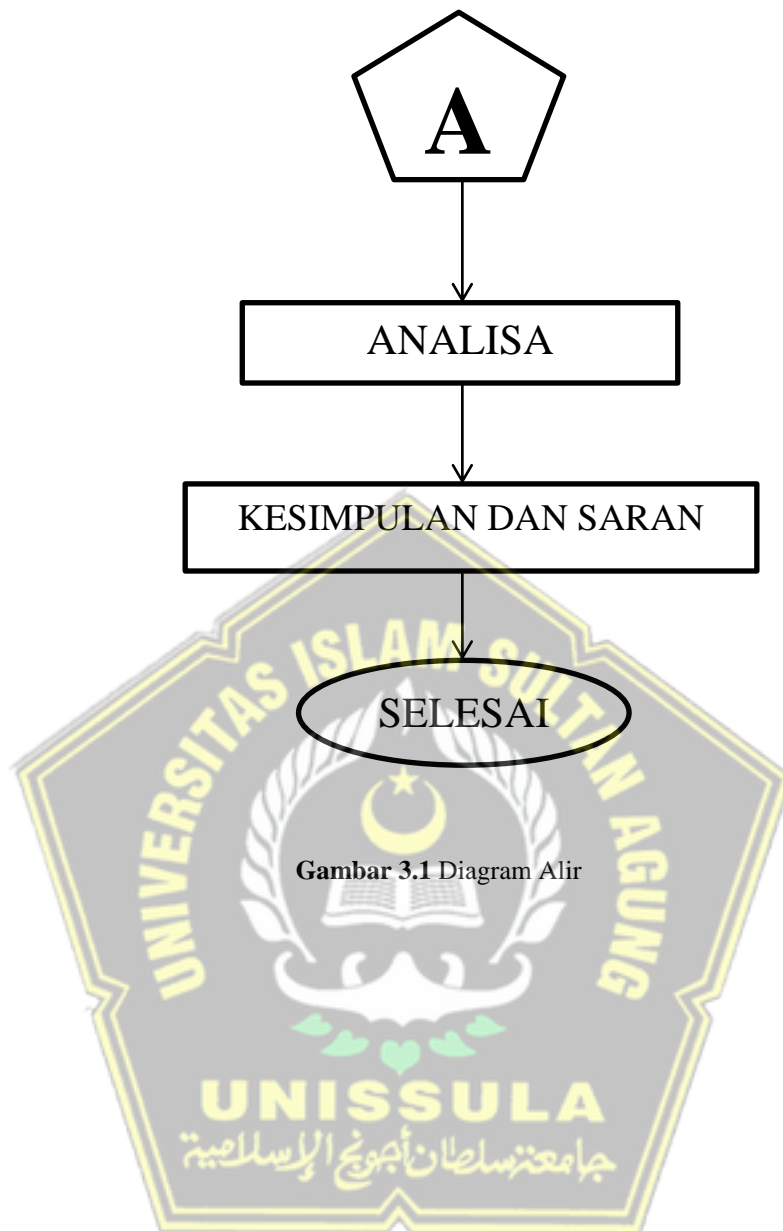 A
ANALISA
KESIMPULAN DAN SARAN
SELESAI
Gambar 3.1 Diagram Alir
UNIVERSITAS ISLAM SULTAN AGUNG
UNISSULA
جامعة سلطان أجونج الإسلامية